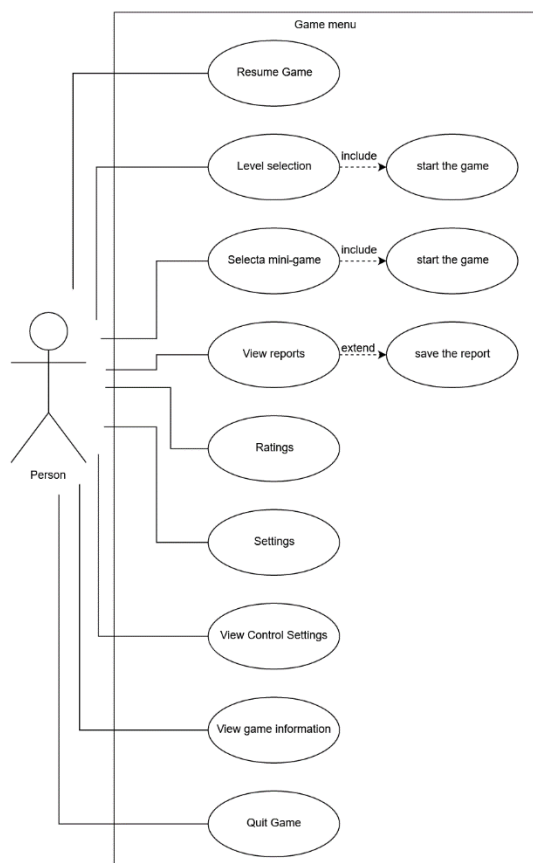 Game menu
Resume Game
Level selection
include
start the game
Selecta mini-game
include
start the game
View reports
extend
save the report
Ratings
Person
Settings
View Control Settings
View game information
Quit Game